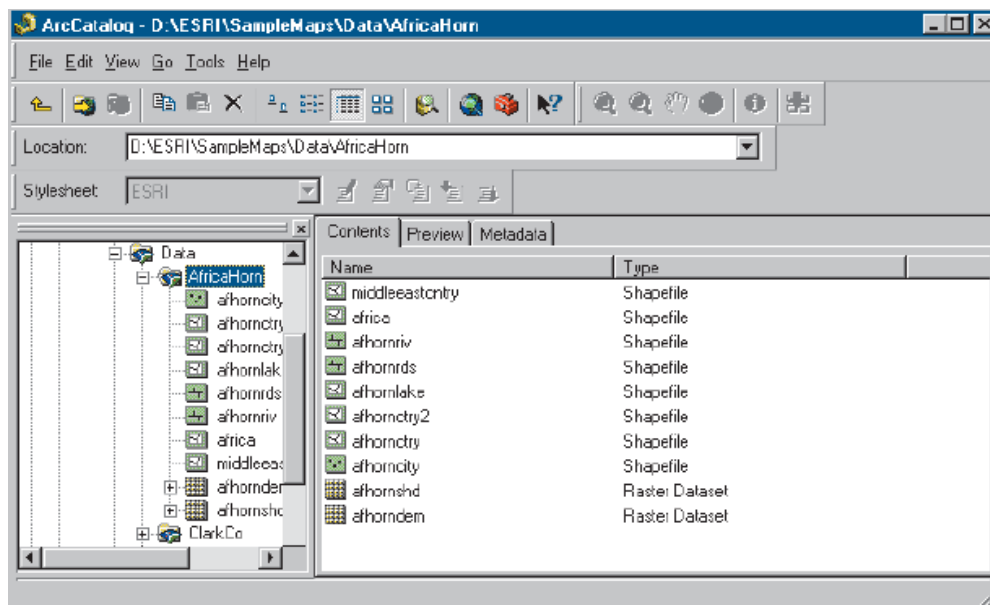 ArcCatalog - D:\ESRI\SampleMaps\Data\AfricaHorn
File Edit View Go Tools Help
Location: D:\ESRI\SampleMaps\Data\AfricaHorn
Stylesheet: ESRI
Contents Preview Metadata
Data
AfricaHorn
afhorncity
afhornctry
afhornctry
afhornlak
afhornrds
afhornriv
africa
middleeas
afhornder
afhornshc
ClarkCo
Name Type
middleeastcntry Shapefile
africa Shapefile
afhornriv Shapefile
afhornrds Shapefile
afhornlake Shapefile
afhornctry2 Shapefile
afhornctry Shapefile
afhorncity Shapefile
afhornshd Raster Dataset
afhorndem Raster Dataset